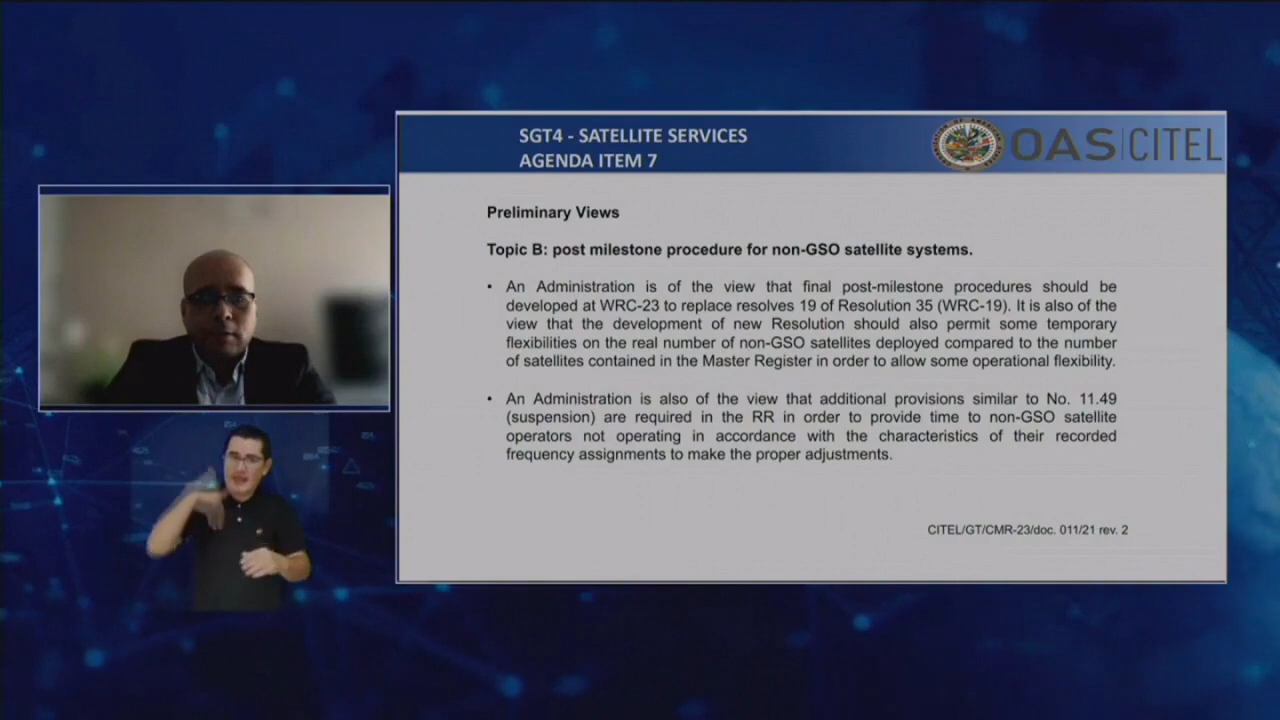 SGT4 - SATELLITE SERVICES
AGENDA ITEM 7
OAS CITEL
Preliminary Views
Topic B: post milestone procedure for non-GSO satellite systems.
• An Administration is of the view that final post-milestone procedures should be
developed at WRC-23 to replace resolves 19 of Resolution 35 (WRC-19). It is also of the
view that the development of new Resolution should also permit some temporary
flexibilities on the real number of non-GSO satellites deployed compared to the number
of satellites contained in the Master Register in order to allow some operational flexibility.
• An Administration is also of the view that additional provisions similar to No. 11.49
(suspension) are required in the RR in order to provide time to non-GSO satellite
operators not operating in accordance with the characteristics of their recorded
frequency assignments to make the proper adjustments.
CITEL/GT/CMR-23/doc. 011/21 rev. 2